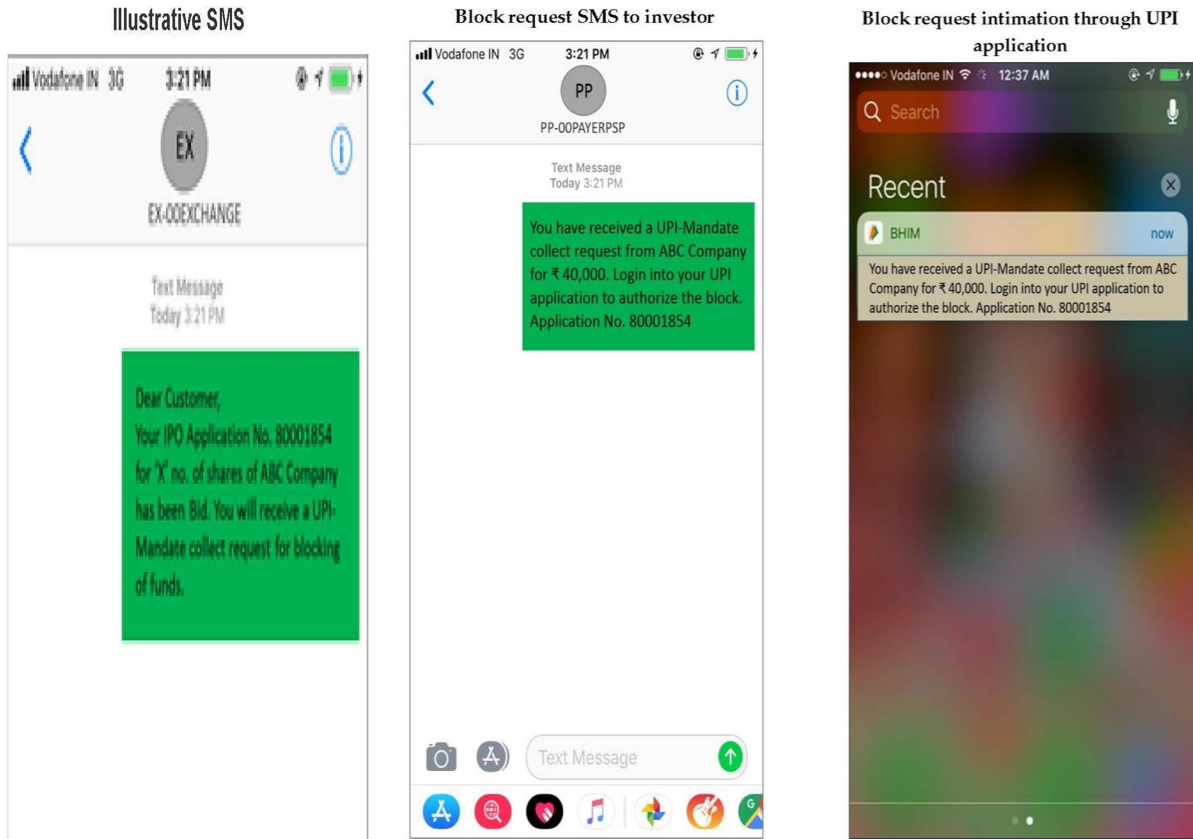 Illustrative SMS
Vodafone IN 3G 3:21 PM
EX
EX-00EXCHANGE
Text Message
Today 3:21 PM
Dear Customer,
Your IPO Application No. 80001854
for "X" no. of shares of ABC Company
has been Bid. You will receive a UPI-
Mandate collect request for blocking
of funds.
Block request SMS to investor
Vodafone IN 3G 3:21 PM
PP
PP-00PAYERPSP
Text Message
Today 3:21 PM
You have received a UPI-Mandate
collect request from ABC Company
for ₹ 40,000. Login into your UPI
application to authorize the block.
Application No. 80001854
Text Message
Block request intimation through UPI
application
Vodafone IN 12:37 AM
Search
Recent
BHIM now
You have received a UPI-Mandate collect request from ABC
Company for ₹ 40,000. Login into your UPI application to
authorize the block. Application No. 80001854